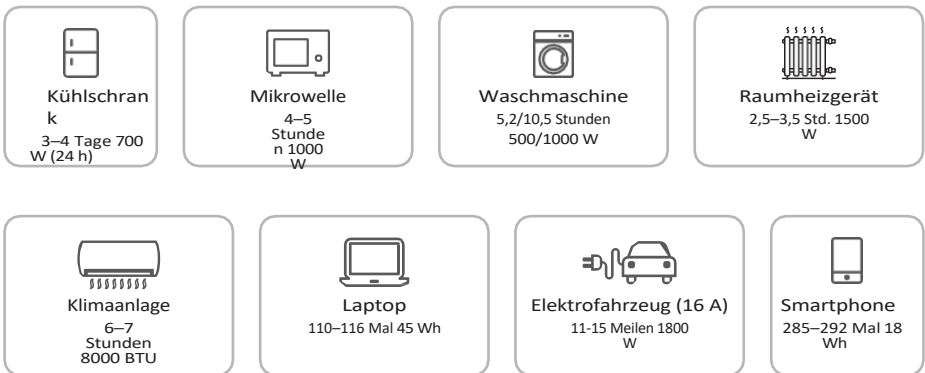 Kühlschran
k
3–4 Tage 700
W (24 h)
Mikrowelle
4–5
Stunde
n 1000
W
Waschmaschine
5,2/10,5 Stunden
500/1000 W
Raumheizgerät
2,5–3,5 Std. 1500
W
Klimaanlage
6–7
Stunden
8000 BTU
Laptop
110–116 Mal 45 Wh
Elektrofahrzeug (16 A)
11-15 Meilen 1800
W
Smartphone
285–292 Mal 18
Wh